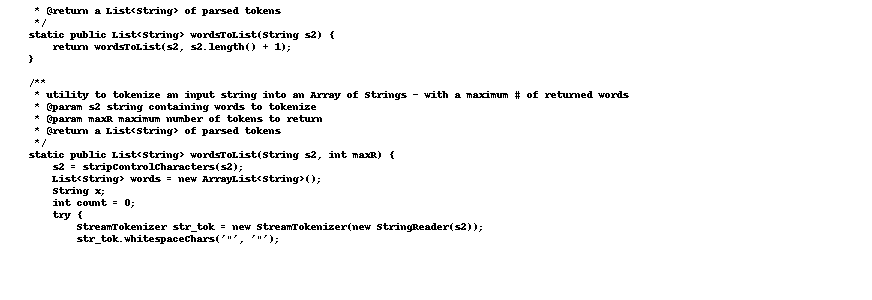 * @return a List<String> of parsed tokens
 */
static public List<String> wordsToList(String s2) {
    return wordsToList(s2, s2.length() + 1);
}

/**
 * utility to tokenize an input string into an Array of Strings - with a maximum # of returned words
 * @param s2 string containing words to tokenize
 * @param maxR maximum number of tokens to return
 * @return a List<String> of parsed tokens
 */
static public List<String> wordsToList(String s2, int maxR) {
    s2 = stripControlCharacters(s2);
    List<String> words = new ArrayList<String>();
    String x;
    int count = 0;
    try {
        StreamTokenizer str_tok = new StreamTokenizer(new StringReader(s2));
        str_tok.whitespaceChars('"', '"');